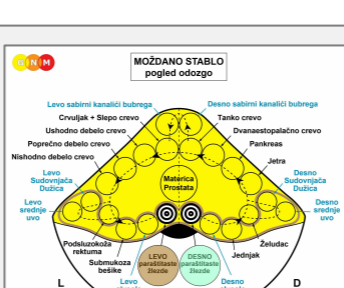 GNM
MOŽDANO STABLO
pogled odozgo
Levo sabirni kanalići bubrega
Desno sabirni kanalići bubrega
Crvuljak + Slepo crevo
Tanko crevo
Ushodno debelo crevo
Dvanaestopalačno crevo
Poprečno debelo crevo
Pankreas
Nishodno debelo crevo
Jetra
Levo
Sudovnjača
Dužica
Desno
Sudovnjača
Dužica
Materica
Prostata
Levo
srednje
uvo
Desno
srednje
uvo
Podsluzokoža
rektuma
Želudac
Submukoza
bešike
Jednjak
LEVO
paraštitaste
žlezde
DESNO
paraštitaste
žlezde
L
Levo
Desno
D